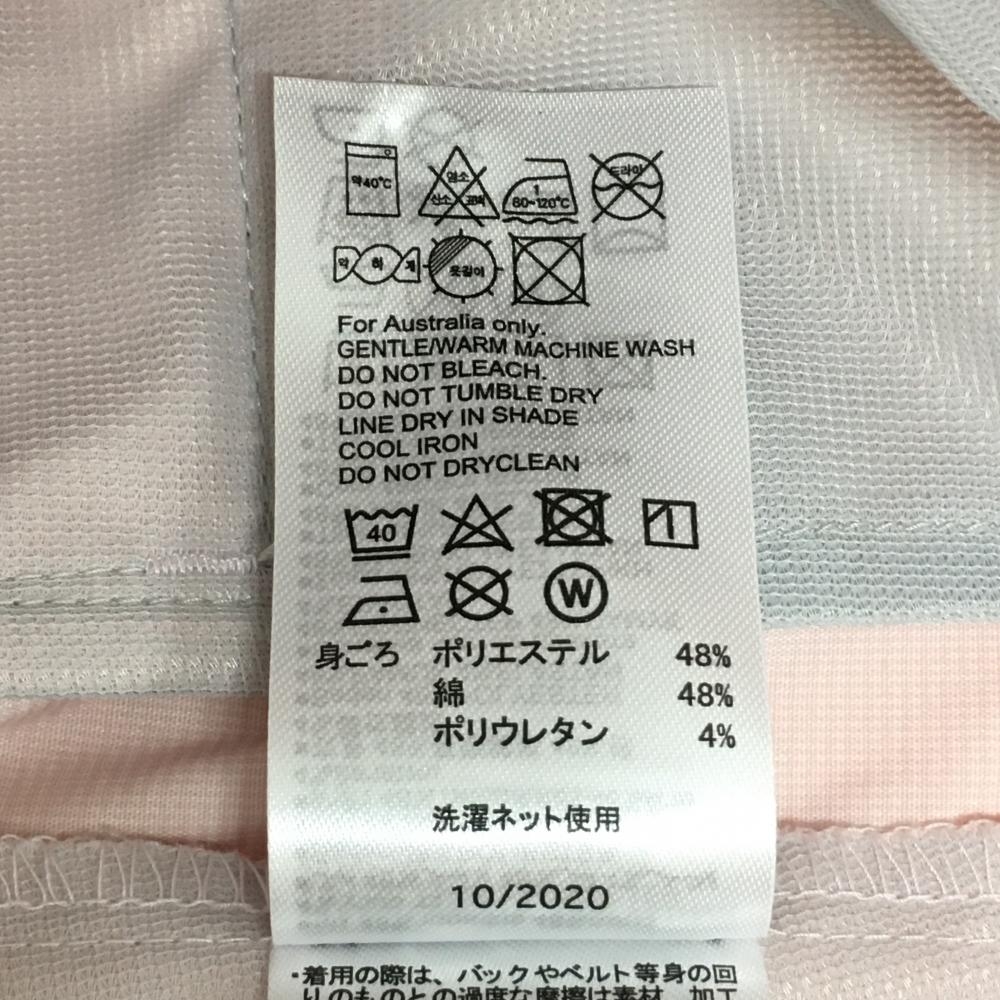 약40°C 염소 산소 표백 1 80~120°C 드라이
약 하 게 옷걸이
For Australia only.
GENTLE/WARM MACHINE WASH
DO NOT BLEACH.
DO NOT TUMBLE DRY
LINE DRY IN SHADE
COOL IRON
DO NOT DRYCLEAN
40
W
身ごろ ポリエステル 48%
綿 48%
ポリウレタン 4%
洗濯ネット使用
10/2020
・着用の際は、バックやベルト等身の回
りのものとの過度な摩擦は素材、加工